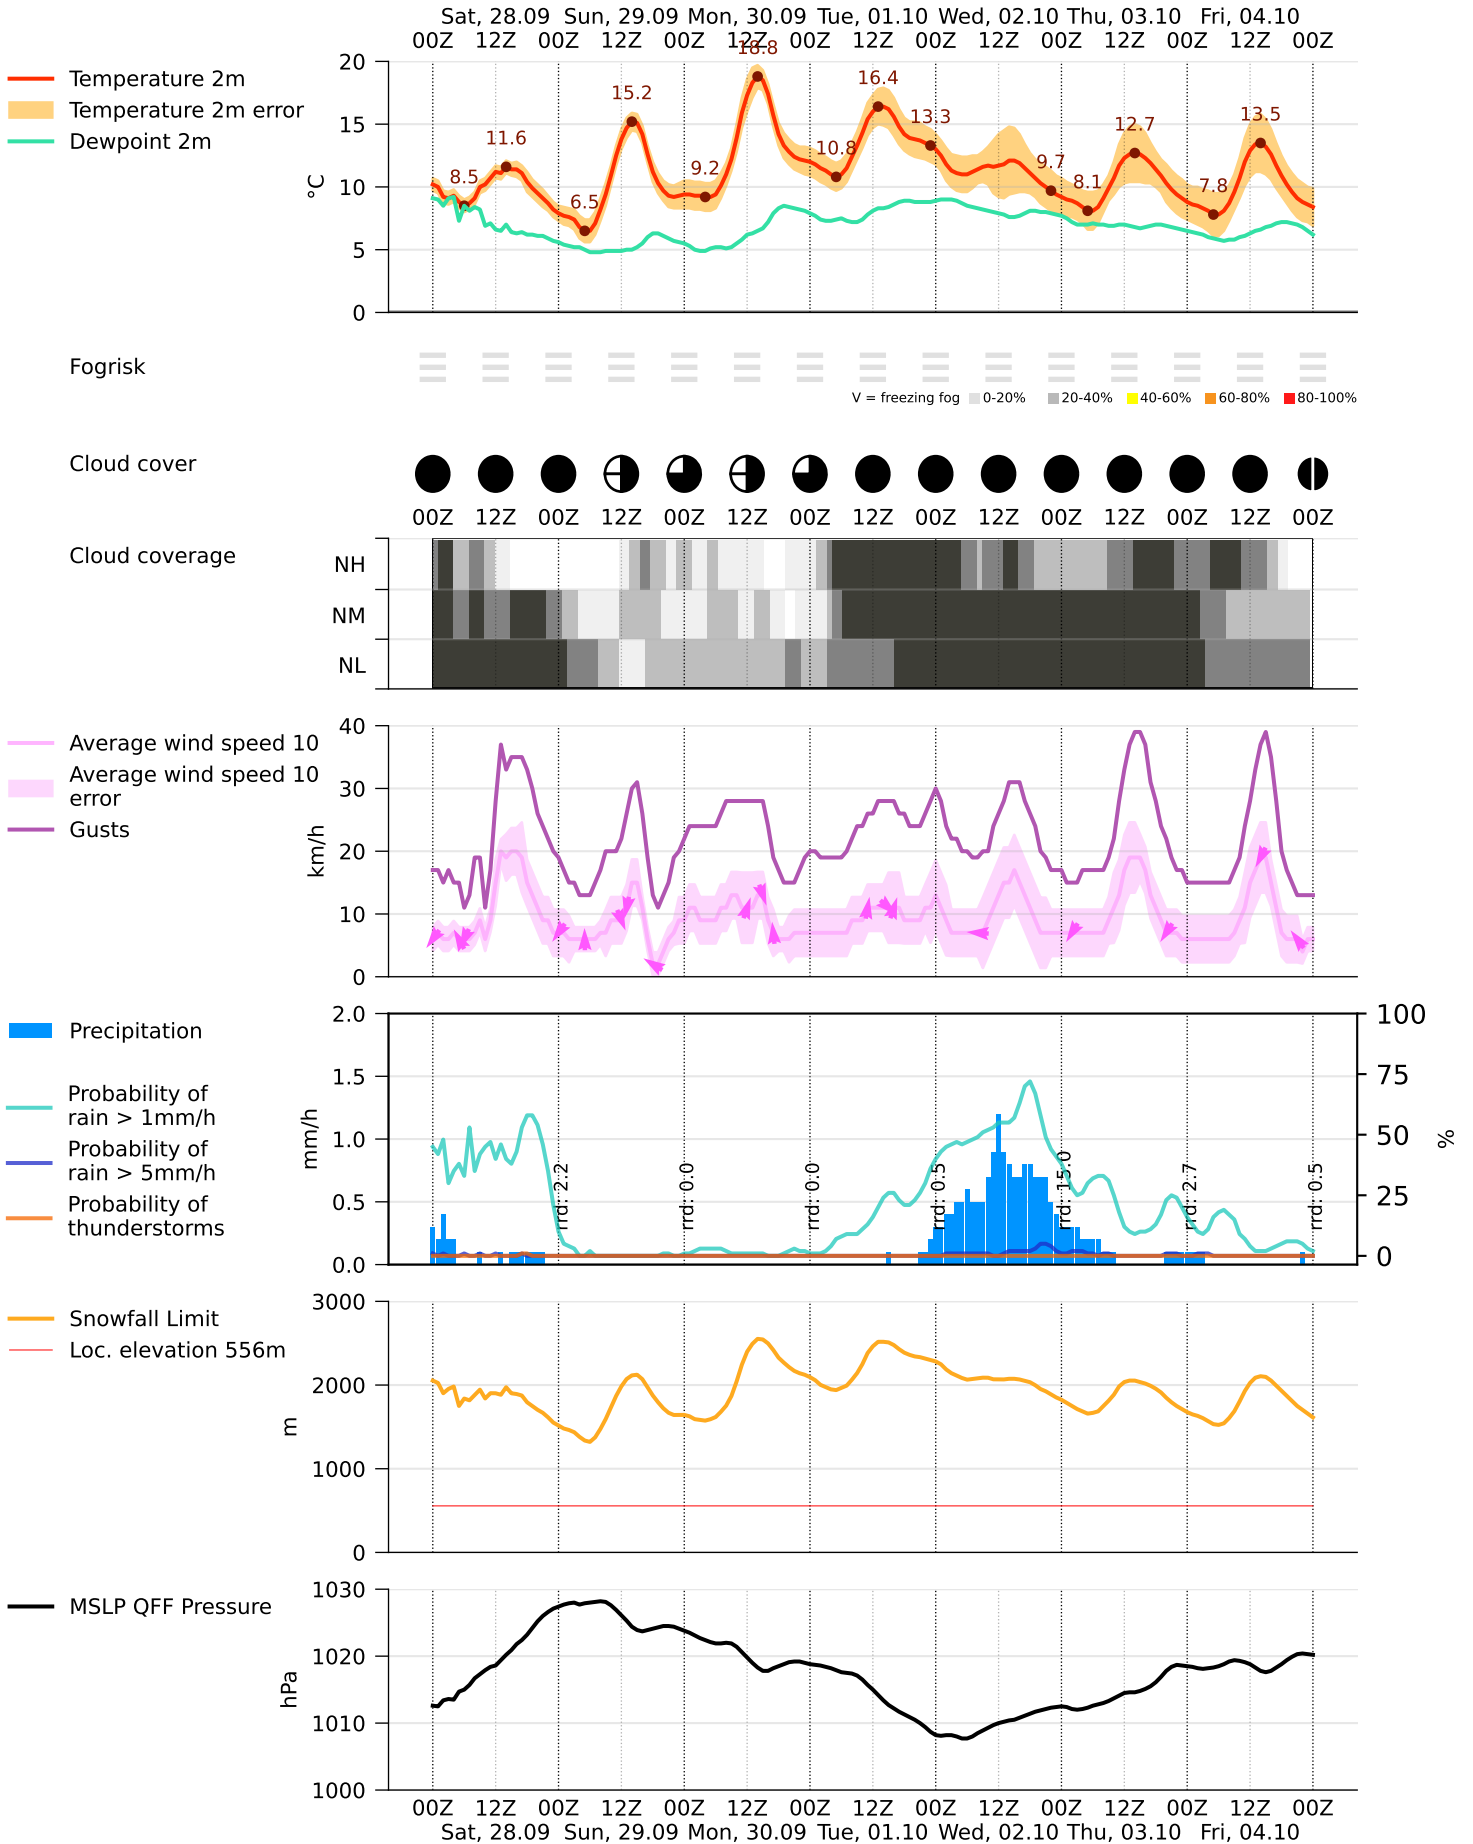 Sat, 28.09 Sun, 29.09 Mon, 30.09 Tue, 01.10 Wed, 02.10 Thu, 03.10 Fri, 04.10
00Z 12Z 00Z 12Z 00Z 12Z 00Z 12Z 00Z 12Z 00Z 12Z 00Z 12Z 00Z
Temperature 2m
Temperature 2m error
Dewpoint 2m
°C
20
15
10
5
0
8.5 11.6 6.5 15.2 9.2 18.8 10.8 16.4 13.3 9.7 8.1 12.7 7.8 13.5
Fogrisk
V = freezing fog 0-20% 20-40% 40-60% 60-80% 80-100%
Cloud cover
00Z 12Z 00Z 12Z 00Z 12Z 00Z 12Z 00Z 12Z 00Z 12Z 00Z 12Z 00Z
Cloud coverage
NH
NM
NL
Average wind speed 10
Average wind speed 10
error
Gusts
km/h
40
30
20
10
0
Precipitation
Probability of
rain > 1mm/h
Probability of
rain > 5mm/h
Probability of
thunderstorms
mm/h
2.0
1.5
1.0
0.5
0.0
rrd: 2.2
rrd: 0.0
rrd: 0.0
rrd: 0.5
rrd: 15.0
rrd: 2.7
rrd: 0.5
100
75
50
25
0
%
Snowfall Limit
Loc. elevation 556m
m
3000
2000
1000
0
MSLP QFF Pressure
hPa
1030
1020
1010
1000
00Z 12Z 00Z 12Z 00Z 12Z 00Z 12Z 00Z 12Z 00Z 12Z 00Z 12Z 00Z
Sat, 28.09 Sun, 29.09 Mon, 30.09 Tue, 01.10 Wed, 02.10 Thu, 03.10 Fri, 04.10